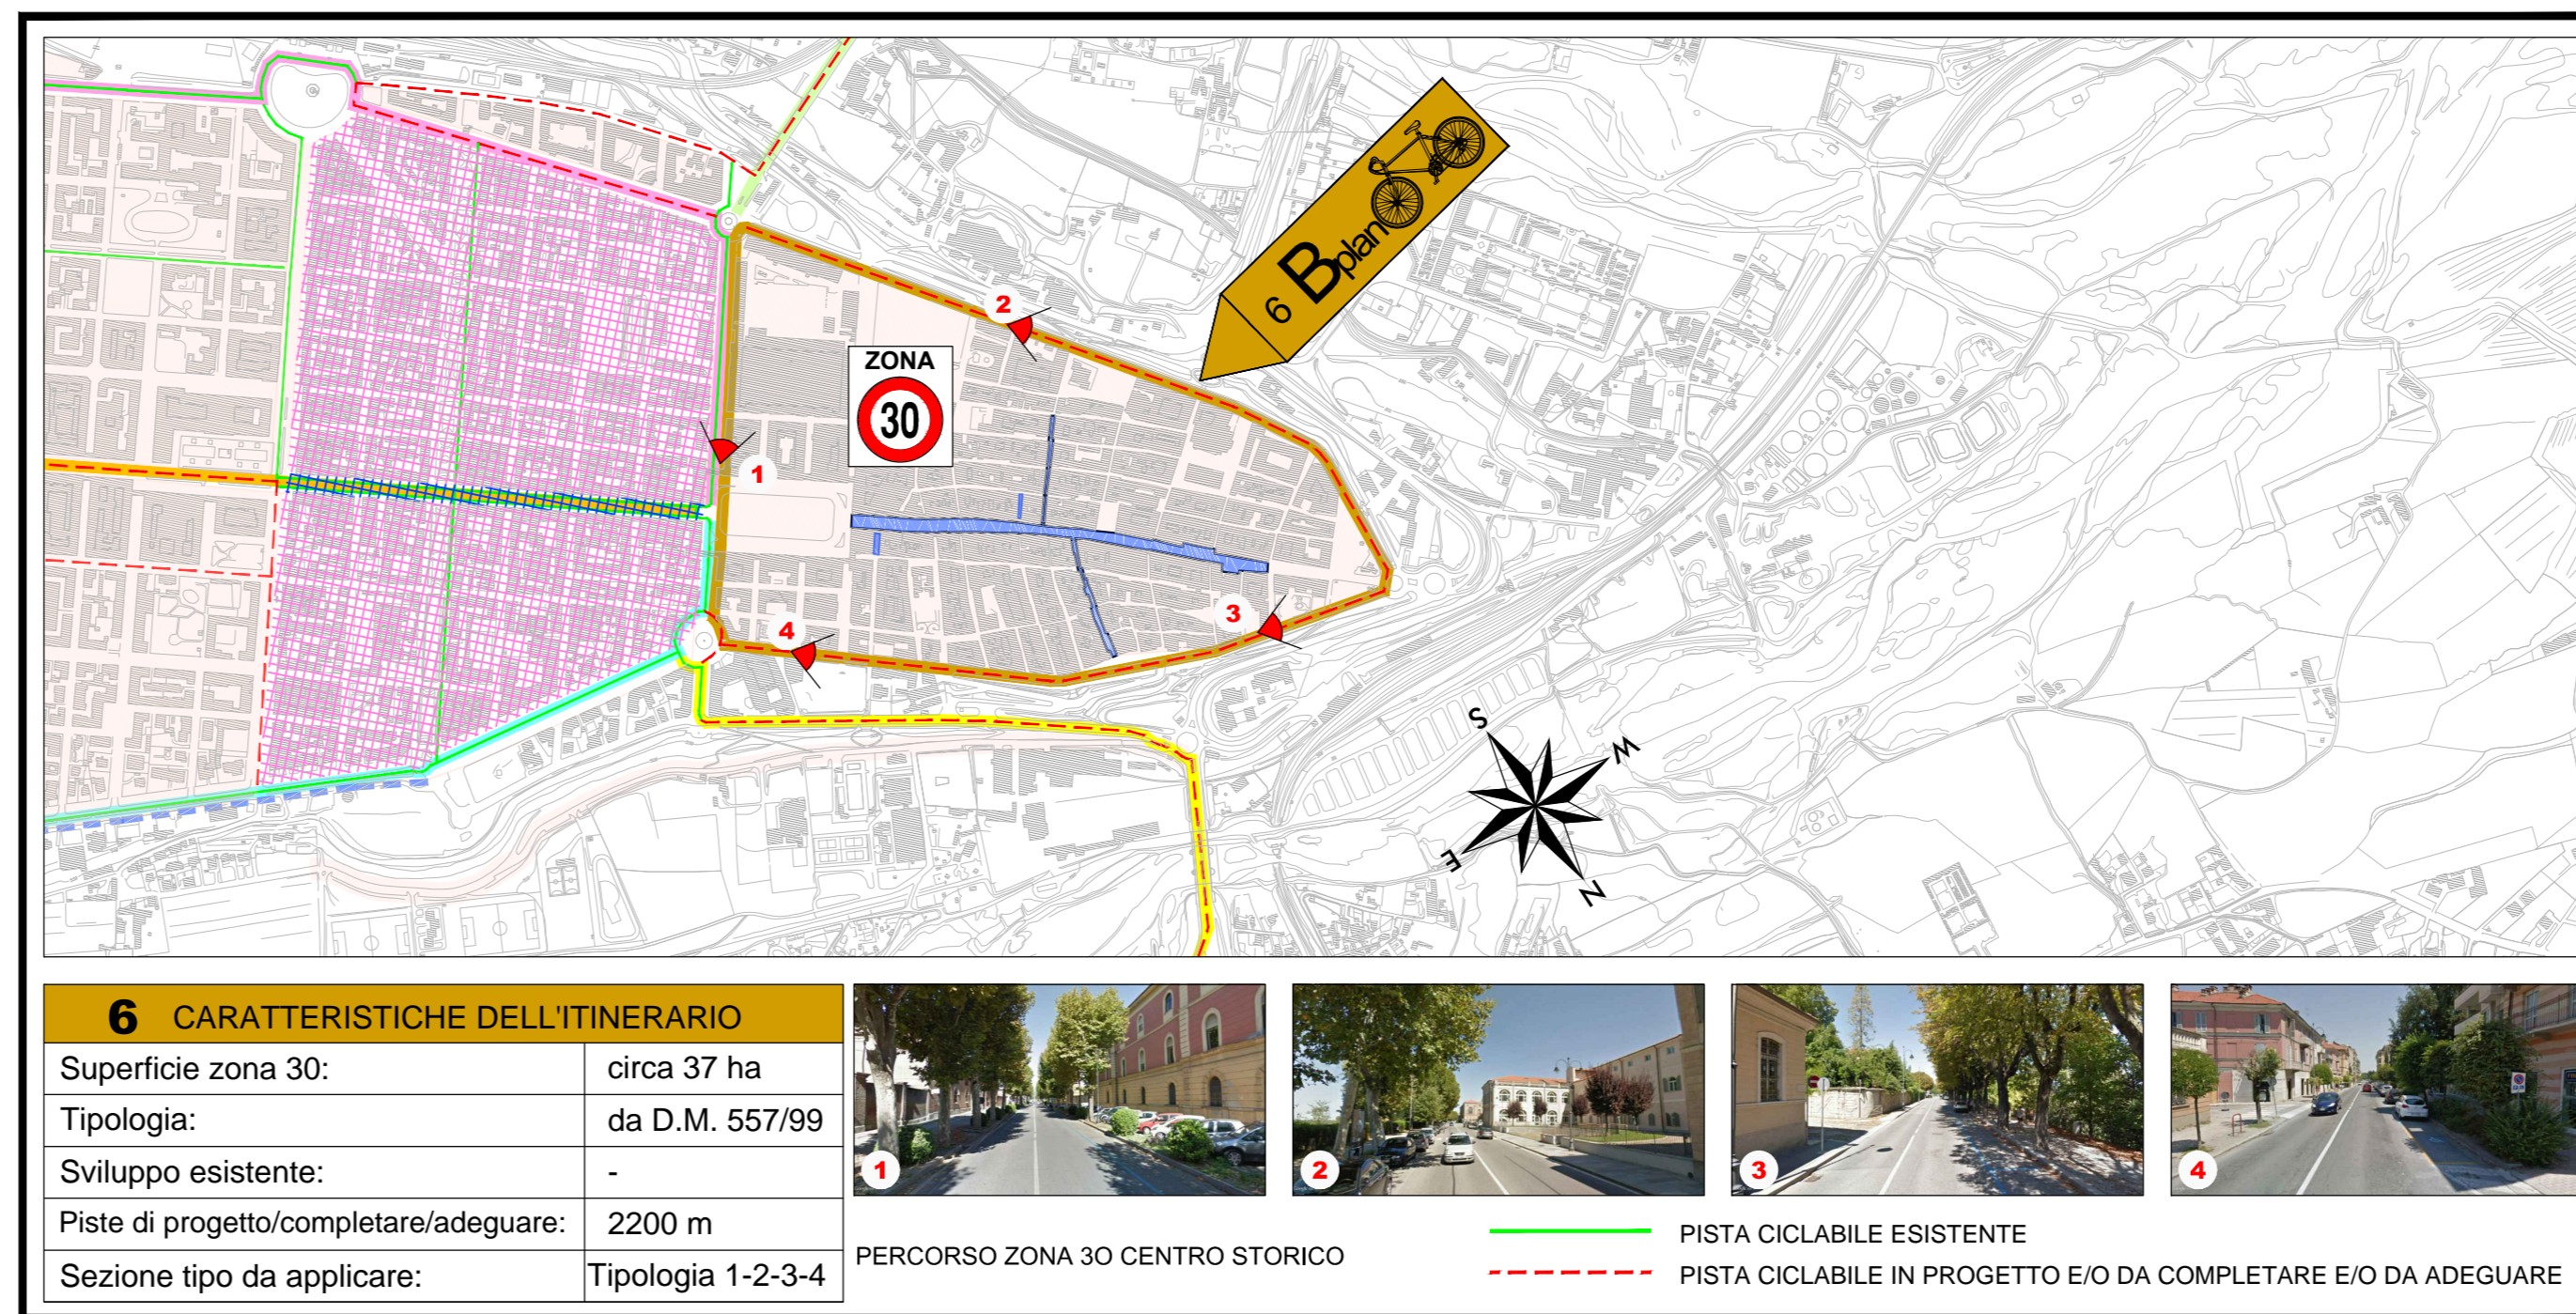 6 Bplan
ZONA
30
2
1
3
4
S
W
E
N
6 CARATTERISTICHE DELL'ITINERARIO
Superficie zona 30: circa 37 ha
Tipologia: da D.M. 557/99
Sviluppo esistente: -
Piste di progetto/completare/adeguare: 2200 m
Sezione tipo da applicare: Tipologia 1-2-3-4
1
2
3
4
PERCORSO ZONA 3O CENTRO STORICO
PISTA CICLABILE ESISTENTE
PISTA CICLABILE IN PROGETTO E/O DA COMPLETARE E/O DA ADEGUARE